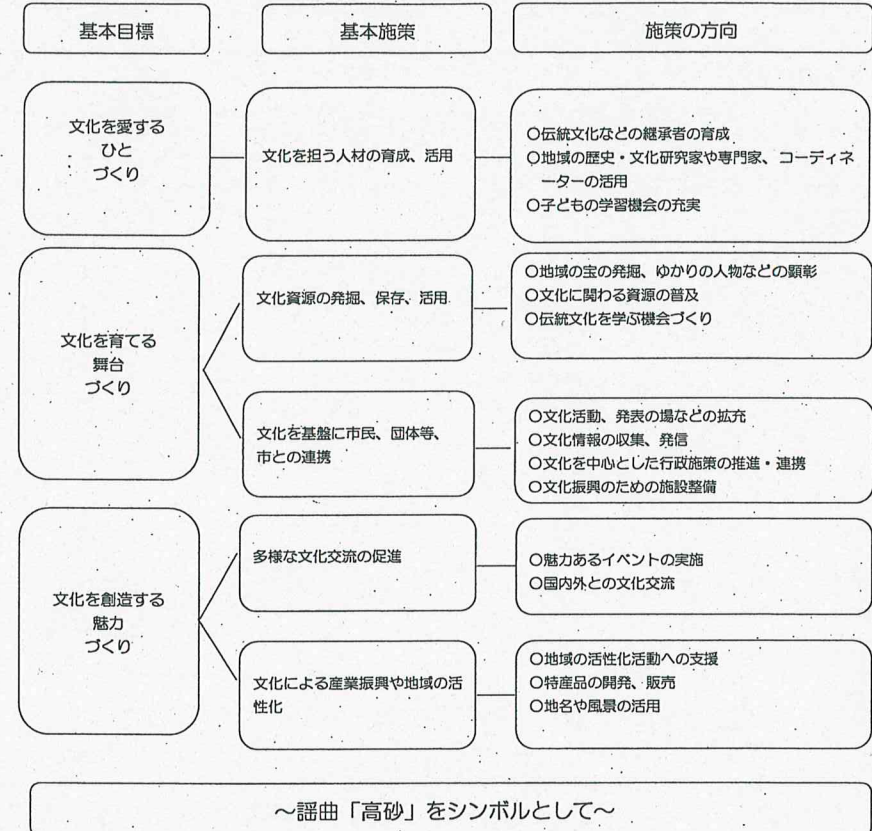 基本目標
基本施策
施策の方向
文化を愛する
ひと
づくり
文化を担う人材の育成、活用
〇伝統文化などの継承者の育成
〇地域の歴史・文化研究家や専門家、コーディネ
ーターの活用
〇子どもの学習機会の充実
文化を育てる
舞台
づくり
文化資源の発掘、保存、活用
〇地域の宝の発掘、ゆかりの人物などの顕彰
〇文化に関わる資源の普及
〇伝統文化を学ぶ機会づくり
文化を基盤に市民、団体等、
市との連携
〇文化活動、発表の場などの拡充
〇文化情報の収集、発信
〇文化を中心とした行政施策の推進・連携
〇文化振興のための施設整備
文化を創造する
魅力
づくり
多様な文化交流の促進
〇魅力あるイベントの実施
〇国内外との文化交流
文化による産業振興や地域の活
性化
〇地域の活性化活動への支援
〇特産品の開発、販売
〇地名や風景の活用
～謡曲「高砂」をシンボルとして～